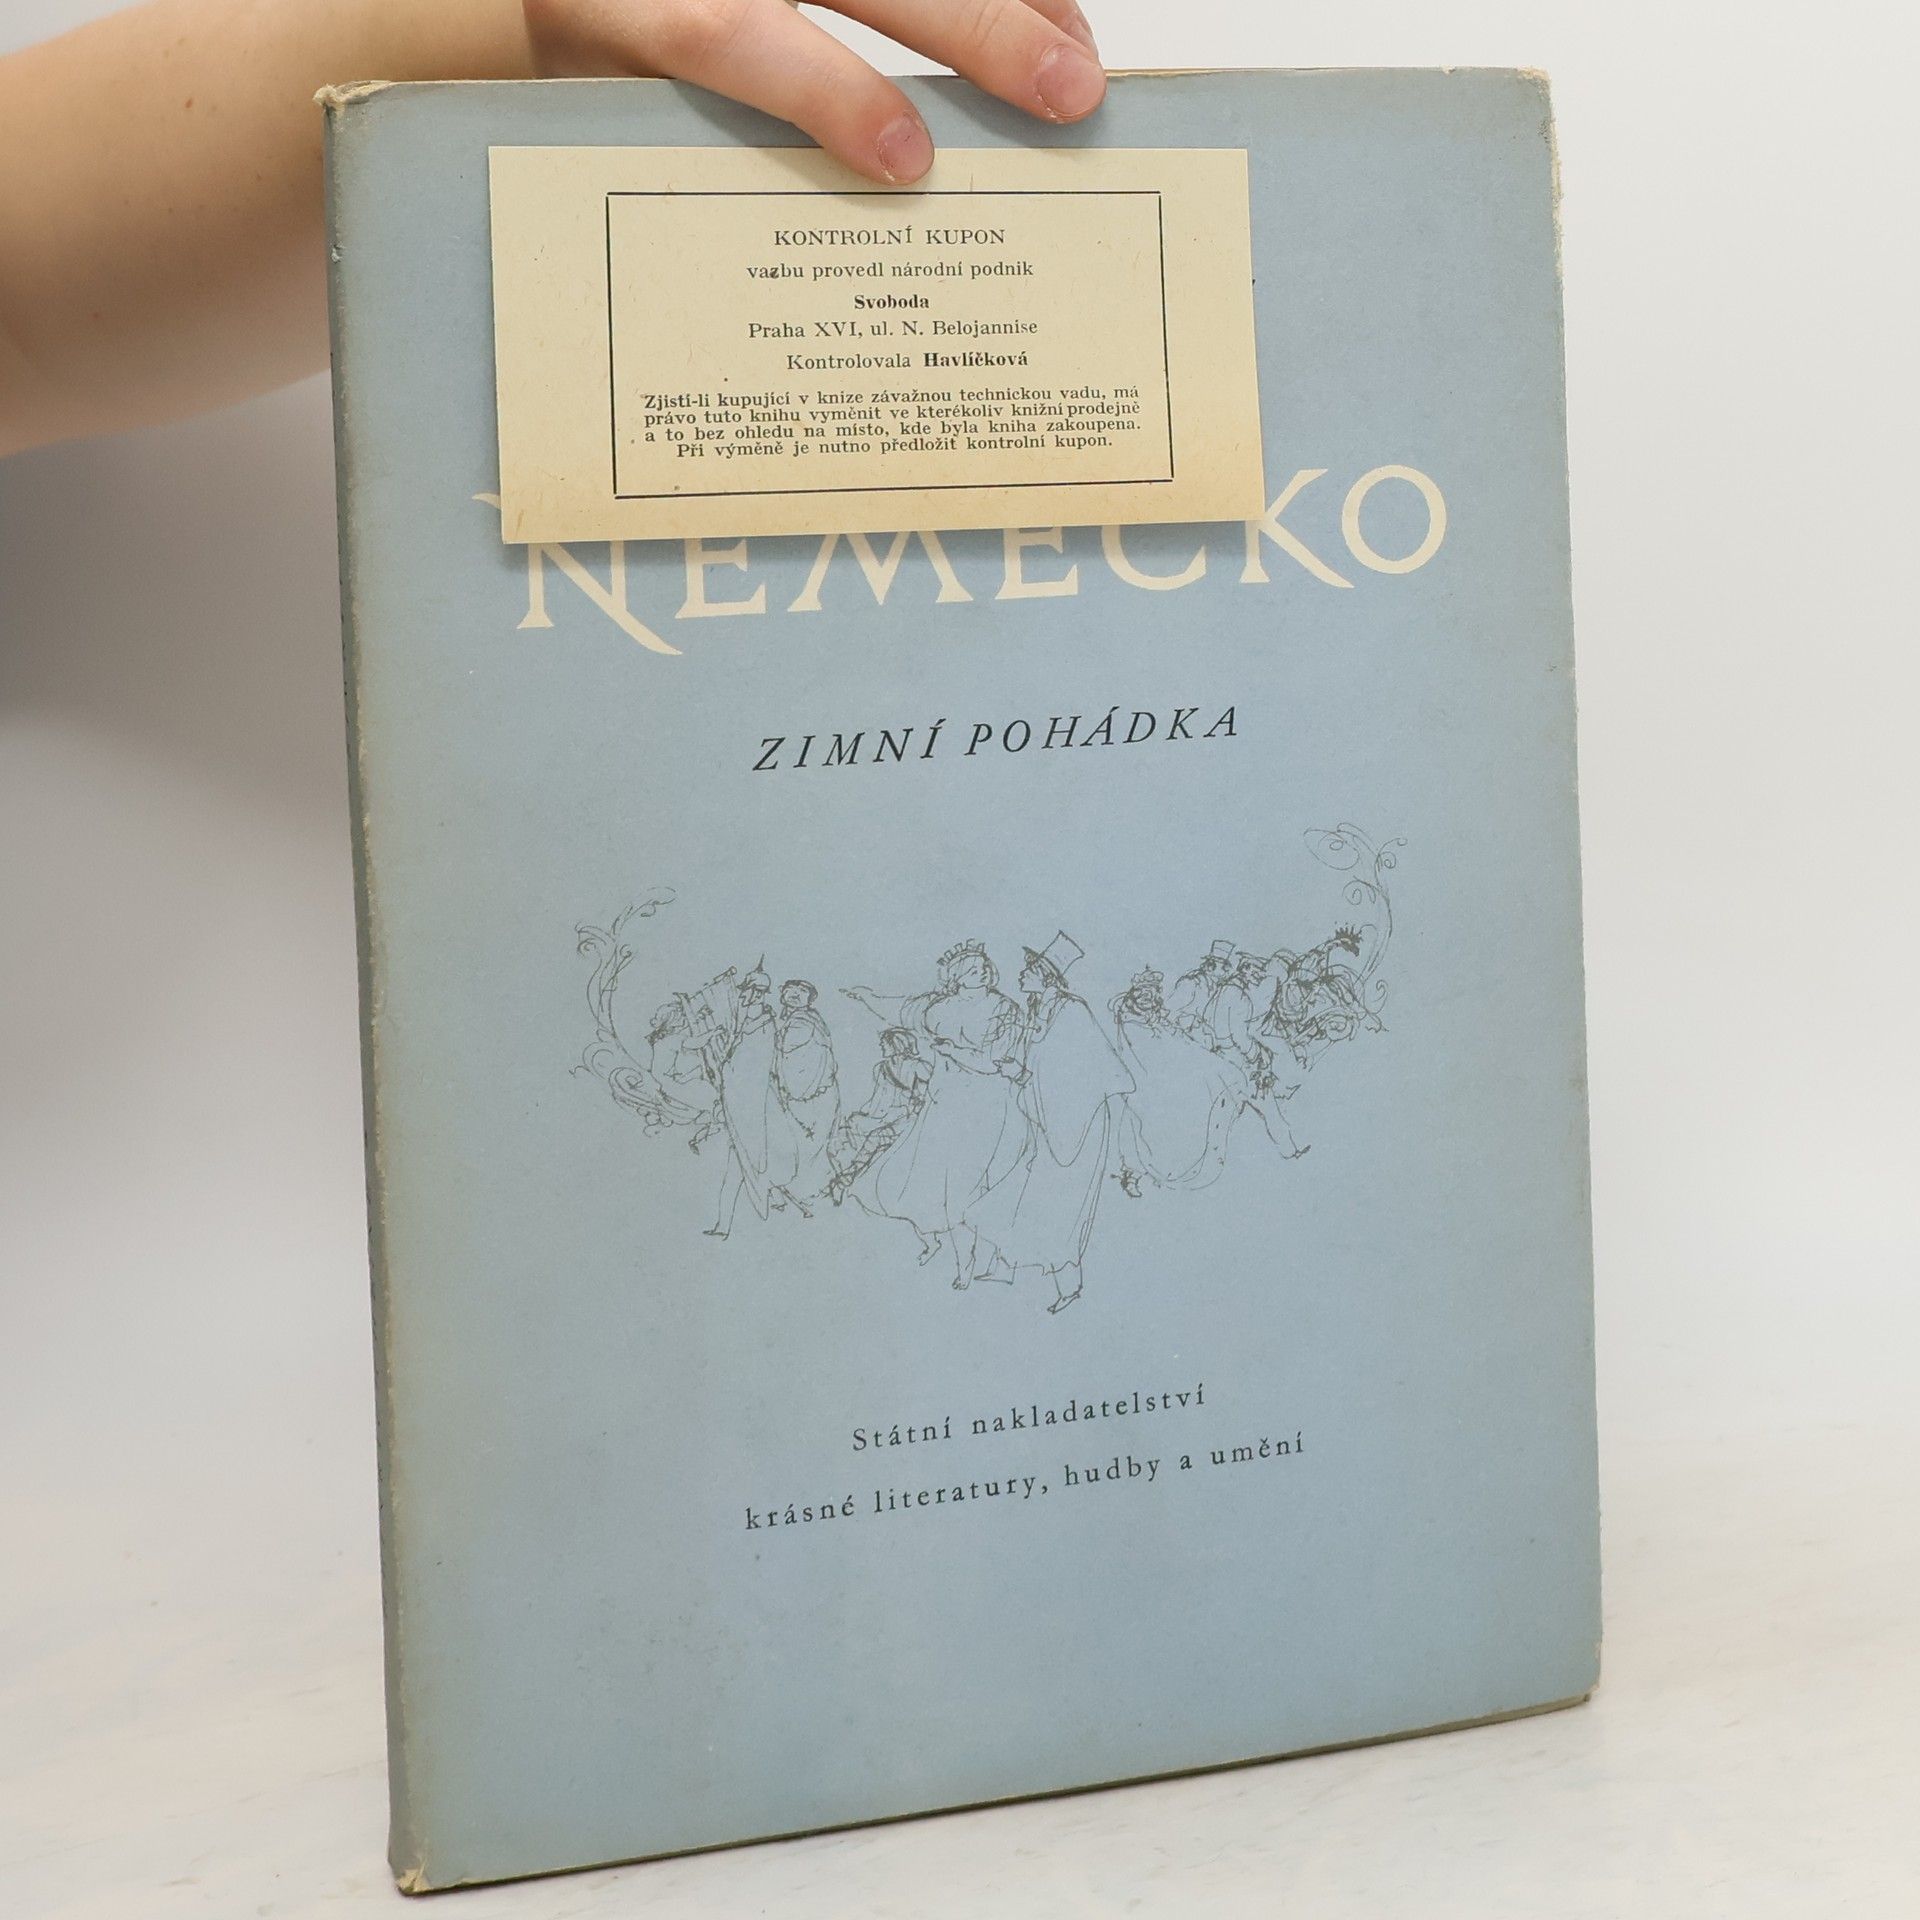 KONTROLNÍ KUPON
vazbu provedl národní podnik
Svoboda
Praha XVI, ul. N. Belojannise
Kontrolovala Havlíčková
Zjistí-li kupující v knize závažnou technickou vadu, má
právo tuto knihu vyměnit ve kterékoliv knižní prodejně
a to bez ohledu na místo, kde byla kniha zakoupena.
Při výměně je nutno předložit kontrolní kupon.
NĚMECKO
ZIMNÍ POHÁDKA
Státní nakladatelství
krásné literatury, hudby a umění